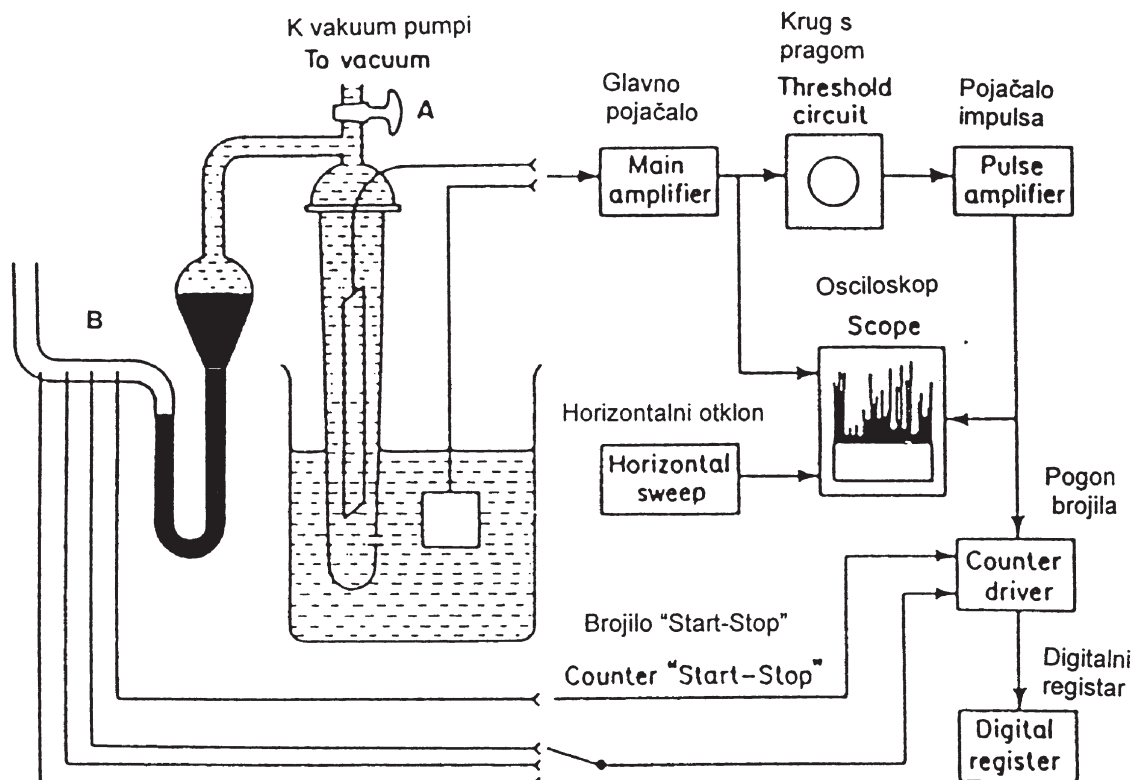 K vakuum pumpi
To vacuum
A
B
Glavno
pojačalo
Main
amplifier
Krug s
pragom
Threshold
circuit
Pojačalo
impulsa
Pulse
amplifier
Osciloskop
Scope
Horizontalni otklon
Horizontal
sweep
Pogon
brojila
Counter
driver
Brojilo “Start-Stop”
Counter "Start-Stop"
Digitalni
registar
Digital
register